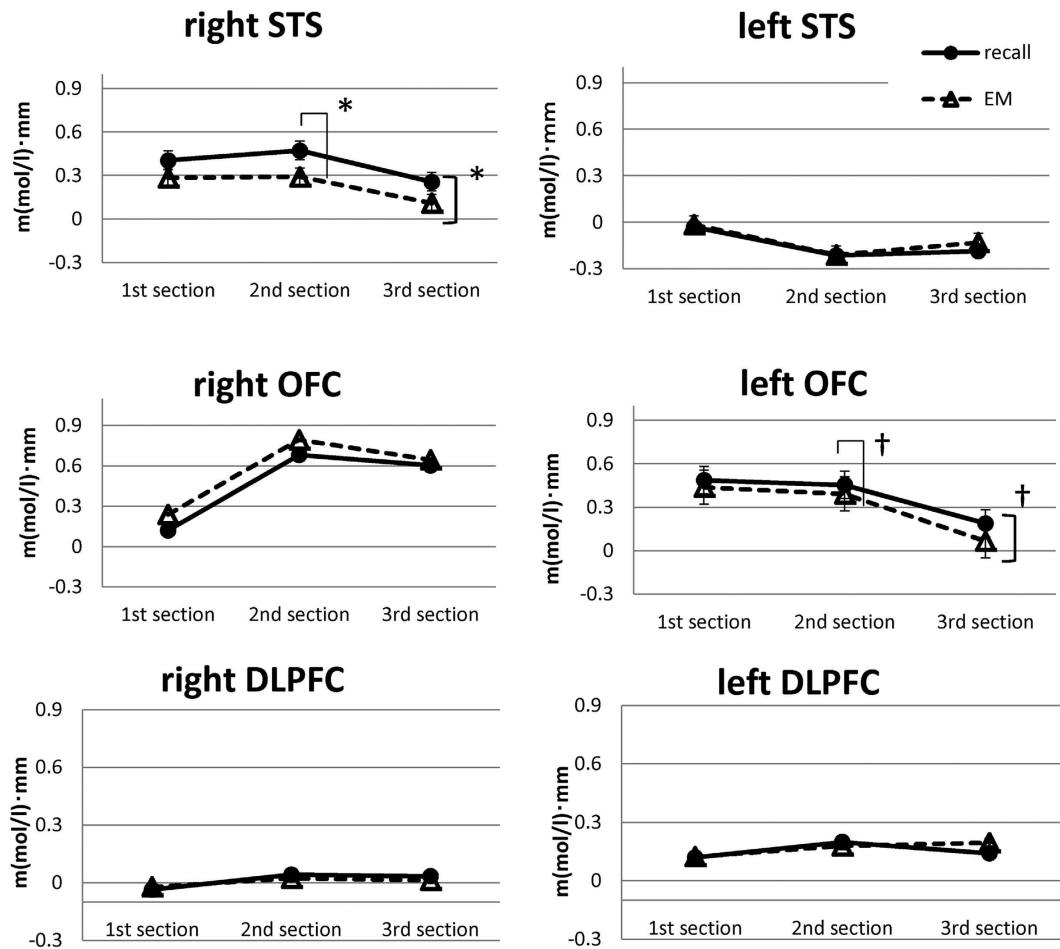 right STS
m(mol/l)·mm
0.9
0.6
0.3
0
-0.3
*
*
1st section 2nd section 3rd section
left STS
recall
EM
m(mol/l)·mm
0.9
0.6
0.3
0
-0.3
1st section 2nd section 3rd section
right OFC
m(mol/l)·mm
0.9
0.6
0.3
0
-0.3
1st section 2nd section 3rd section
left OFC
m(mol/l)·mm
0.9
0.6
0.3
0
-0.3
†
†
1st section 2nd section 3rd section
right DLPFC
m(mol/l)·mm
0.9
0.6
0.3
0
-0.3
1st section 2nd section 3rd section
left DLPFC
m(mol/l)·mm
0.9
0.6
0.3
0
-0.3
1st section 2nd section 3rd section